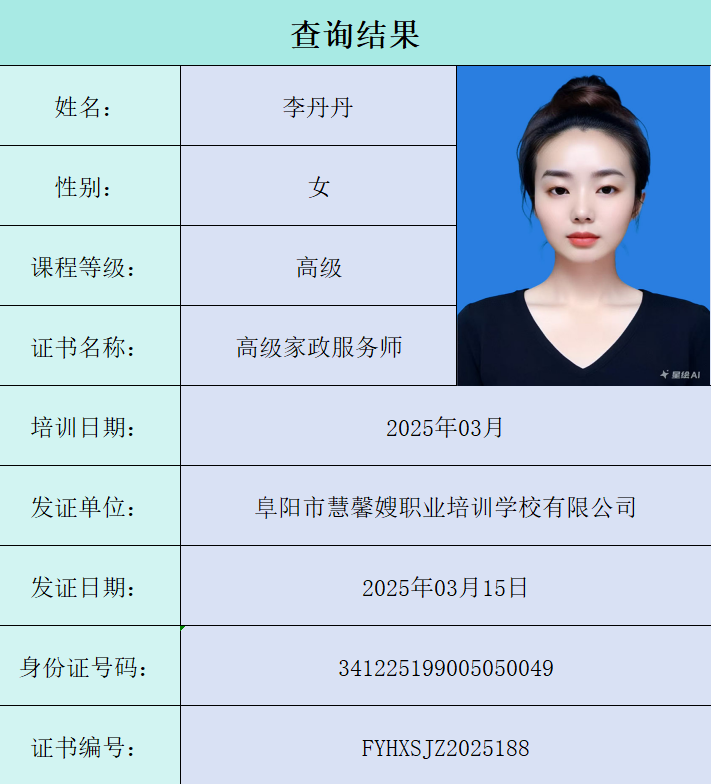 查询结果
姓名： 李丹丹
性别： 女
课程等级： 高级
证书名称： 高级家政服务师
星绘AI
培训日期： 2025年03月
发证单位： 阜阳市慧馨嫂职业培训学校有限公司
发证日期： 2025年03月15日
身份证号码： 341225199005050049
证书编号： FYHXSJZ2025188